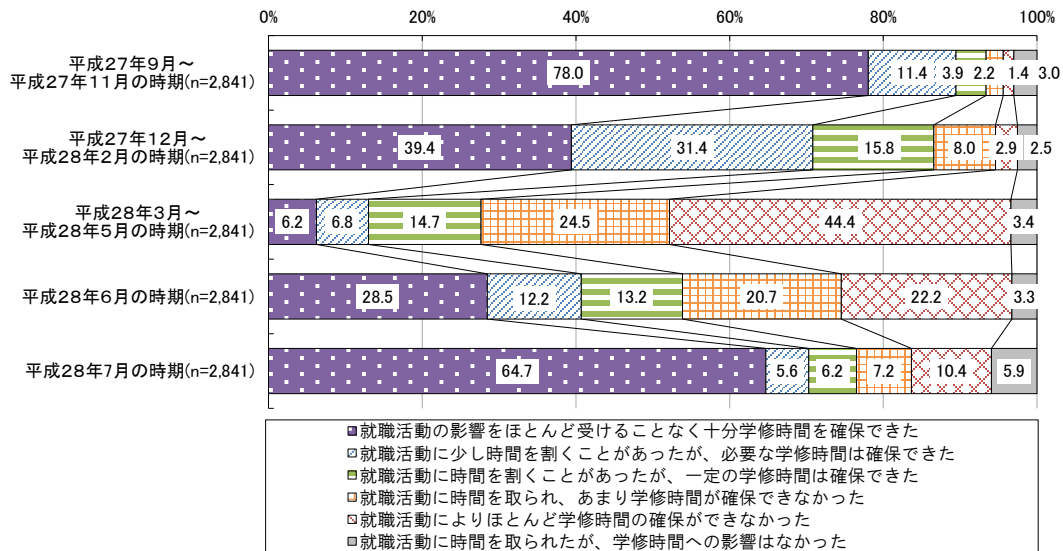 0% 20% 40% 60% 80% 100%
平成27年9月～
平成27年11月の時期(n=2,841)
78.0 11.4 3.9 2.2 1.4 3.0
平成27年12月～
平成28年2月の時期(n=2,841)
39.4 31.4 15.8 8.0 2.9 2.5
平成28年3月～
平成28年5月の時期(n=2,841)
6.2 6.8 14.7 24.5 44.4 3.4
平成28年6月の時期(n=2,841)
28.5 12.2 13.2 20.7 22.2 3.3
平成28年7月の時期(n=2,841)
64.7 5.6 6.2 7.2 10.4 5.9
就職活動の影響をほとんど受けることなく十分学修時間を確保できた
就職活動に少し時間を割くことがあったが、必要な学修時間は確保できた
就職活動に時間を割くことがあったが、一定の学修時間は確保できた
就職活動に時間を取られ、あまり学修時間が確保できなかった
就職活動によりほとんど学修時間の確保ができなかった
就職活動に時間を取られたが、学修時間への影響はなかった